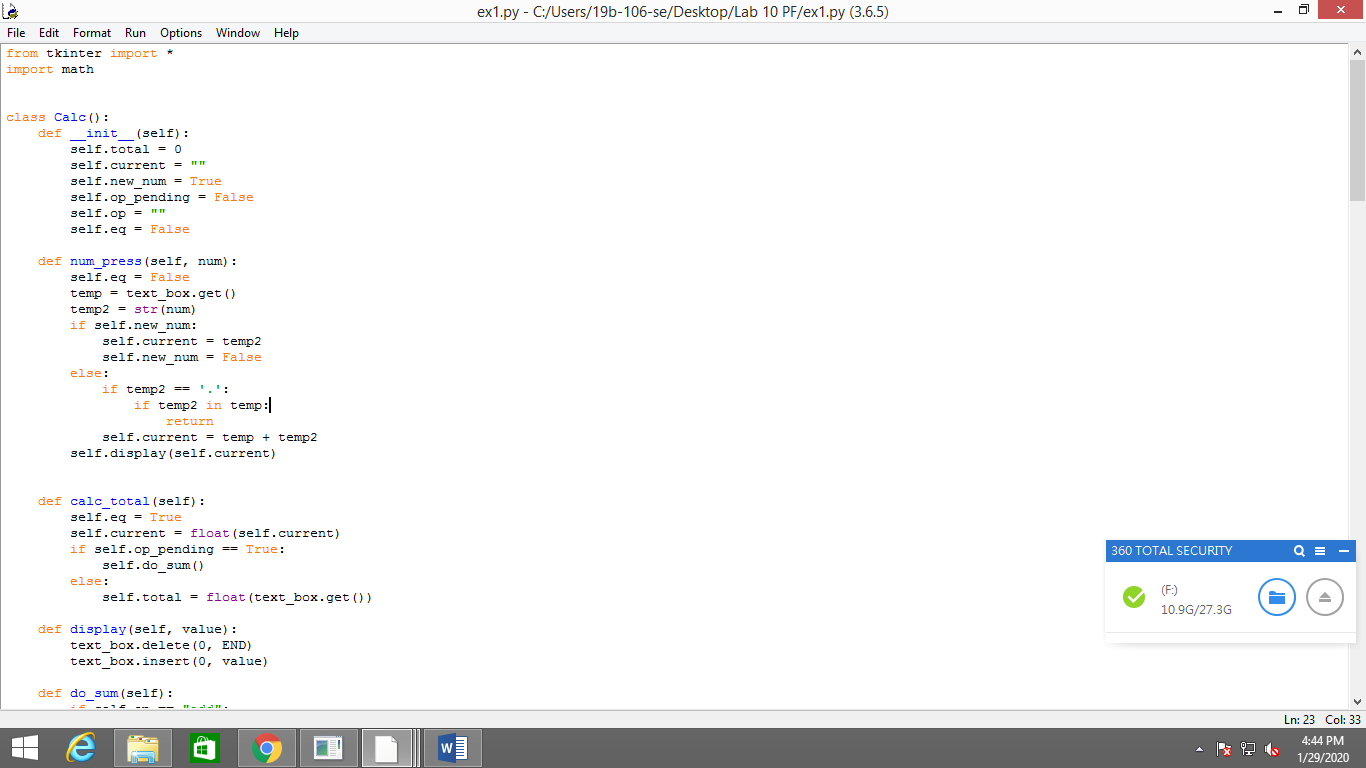 ex1.py - C:/Users/19b-106-se/Desktop/Lab 10 PF/ex1.py (3.6.5)
File Edit Format Run Options Window Help
from tkinter import *
import math
class Calc():
    def __init__(self):
        self.total = 0
        self.current = ""
        self.new_num = True
        self.op_pending = False
        self.op = ""
        self.eq = False
    def num_press(self, num):
        self.eq = False
        temp = text_box.get()
        temp2 = str(num)
        if self.new_num:
            self.current = temp2
            self.new_num = False
        else:
            if temp2 == '.':
                if temp2 in temp:
                    return
            self.current = temp + temp2
        self.display(self.current)
    def calc_total(self):
        self.eq = True
        self.current = float(self.current)
        if self.op_pending == True:
            self.do_sum()
        else:
            self.total = float(text_box.get())
    def display(self, value):
        text_box.delete(0, END)
        text_box.insert(0, value)
    def do_sum(self):
        if self.op == "add":
360 TOTAL SECURITY
(F:)
10.9G/27.3G
Ln: 23 Col: 33
4:44 PM
1/29/2020